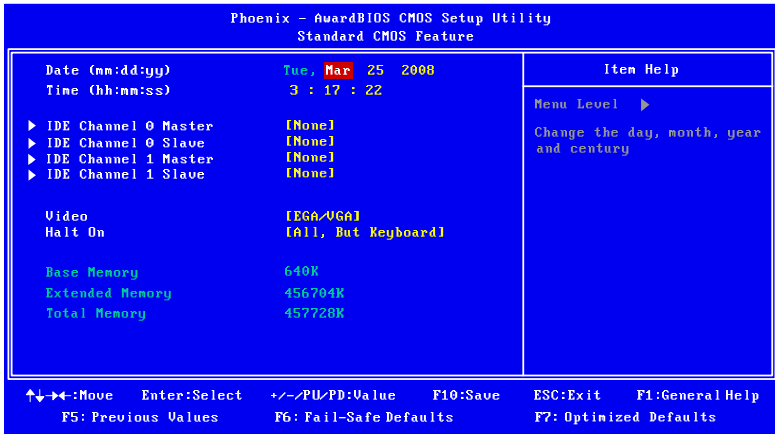 Phoenix - AwardBIOS CMOS Setup Utility
Standard CMOS Feature
Date (mm:dd:yy) Tue, Mar 25 2008
Time (hh:mm:ss) 3 : 17 : 22
IDE Channel 0 Master [None]
IDE Channel 0 Slave [None]
IDE Channel 1 Master [None]
IDE Channel 1 Slave [None]
Video [EGA/VGA]
Halt On [All, But Keyboard]
Base Memory 640K
Extended Memory 456704K
Total Memory 457728K
Item Help
Menu Level
Change the day, month, year
and century
:Move Enter:Select +/-/PU/PD:Value F10:Save ESC:Exit F1:General Help
F5: Previous Values F6: Fail-Safe Defaults F7: Optimized Defaults